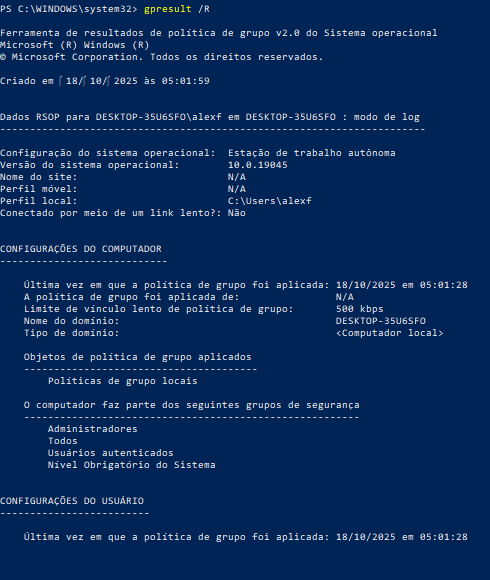 PS C:\WINDOWS\system32> gpresult /R
Ferramenta de resultados de política de grupo v2.0 do Sistema operacional
Microsoft (R) Windows (R)
© Microsoft Corporation. Todos os direitos reservados.
Criado em 18/ 10/ 2025 às 05:01:59
Dados RSOP para DESKTOP-35U6SFO\alexf em DESKTOP-35U6SFO : modo de log
-----------------------------------------------------------------------
Configuração do sistema operacional: Estação de trabalho autônoma
Versão do sistema operacional: 10.0.19045
Nome do site: N/A
Perfil móvel: N/A
Perfil local: C:\Users\alexf
Conectado por meio de um link lento?: Não
CONFIGURAÇÕES DO COMPUTADOR
----------------------------
Última vez em que a política de grupo foi aplicada: 18/10/2025 em 05:01:28
A política de grupo foi aplicada de: N/A
Limite de vínculo lento de política de grupo: 500 kbps
Nome do domínio: DESKTOP-35U6SFO
Tipo de domínio: <Computador local>
Objetos de política de grupo aplicados
---------------------------------------
Políticas de grupo locais
O computador faz parte dos seguintes grupos de segurança
--------------------------------------------------------
Administradores
Todos
Usuários autenticados
Nível Obrigatório do Sistema
CONFIGURAÇÕES DO USUÁRIO
-------------------------
Última vez em que a política de grupo foi aplicada: 18/10/2025 em 05:01:28